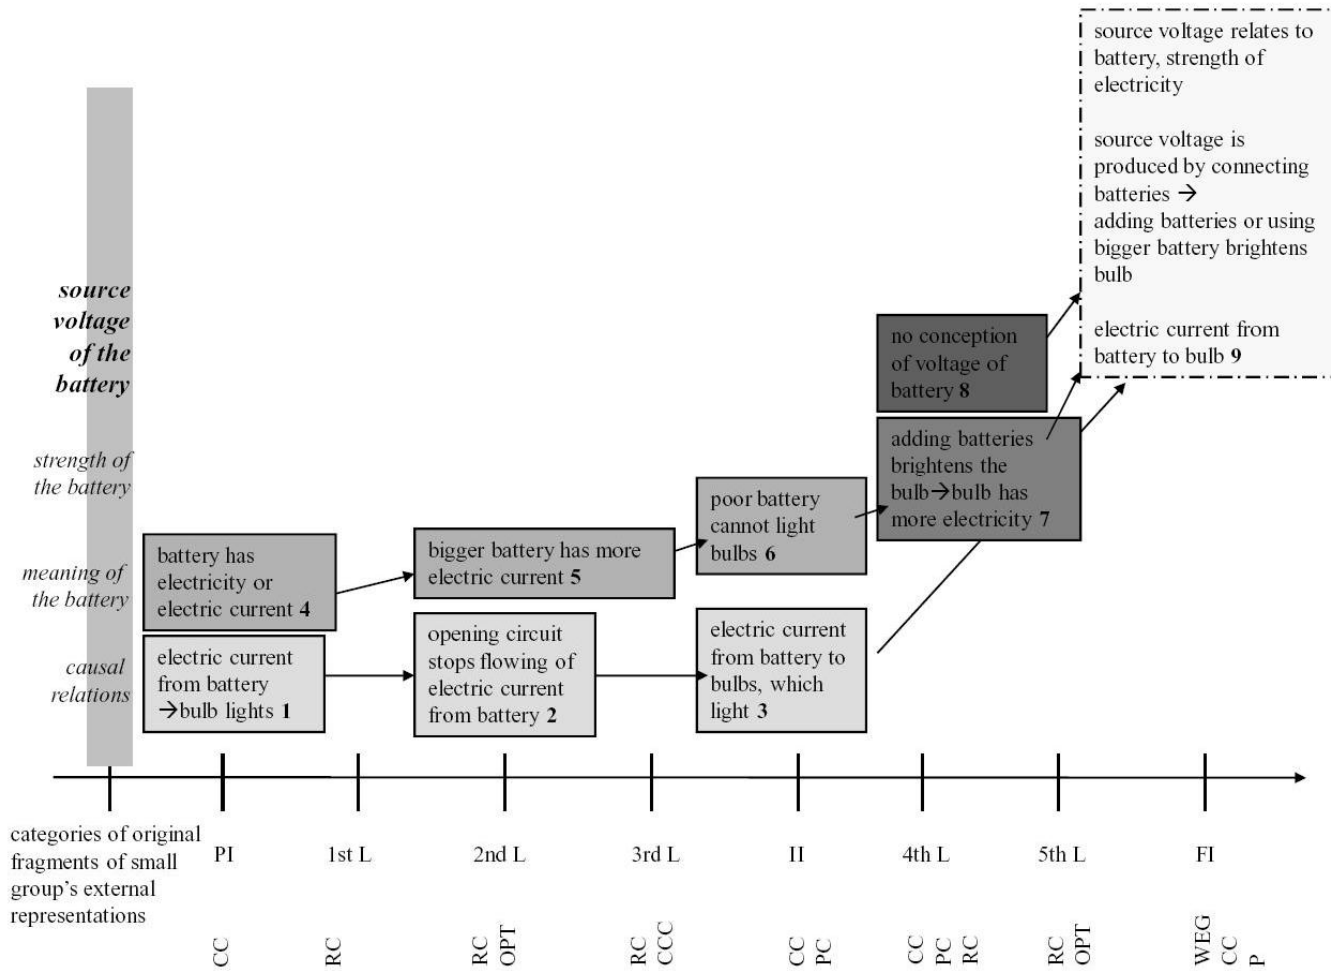 source voltage relates to
battery, strength of
electricity
source voltage is
produced by connecting
batteries →
adding batteries or using
bigger battery brightens
bulb
electric current from
battery to bulb 9
source
voltage
of the
battery
no conception
of voltage of
battery 8
strength of
the battery
adding batteries
brightens the
bulb→bulb has
more electricity 7
poor battery
cannot light
bulbs 6
meaning of
the battery
battery has
electricity or
electric current 4
bigger battery has more
electric current 5
causal
relations
electric current
from battery
→bulb lights 1
opening circuit
stops flowing of
electric current
from battery 2
electric current
from battery to
bulbs, which
light 3
categories of original
fragments of small
group's external
representations
PI
1st L
2nd L
3rd L
II
4th L
5th L
FI
CC
RC
RC
OPT
RC
CCC
CC
PC
CC
PC
RC
RC
OPT
WEG
CC
P